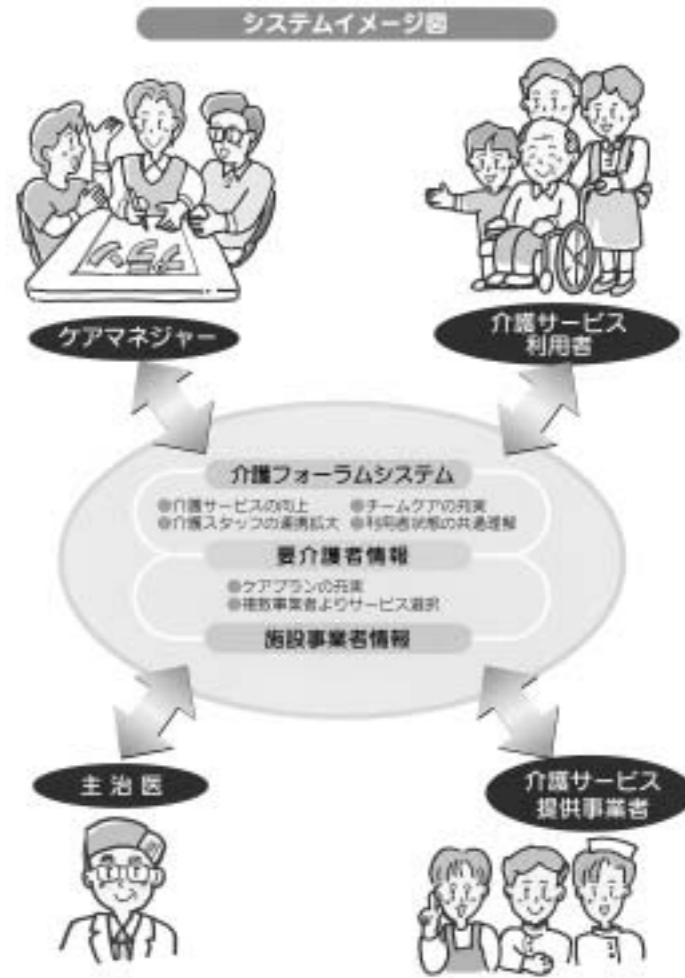 システムイメージ図
ケアマネジャー
介護サービス
利用者
介護フォーラムシステム
●介護サービスの向上 ●チームケアの充実
●介護スタッフの連携拡大 ●利用者状態の共通理解
要介護者情報
●ケアプランの充実
●複数事業者よりサービス選択
施設事業者情報
主治医
介護サービス
提供事業者